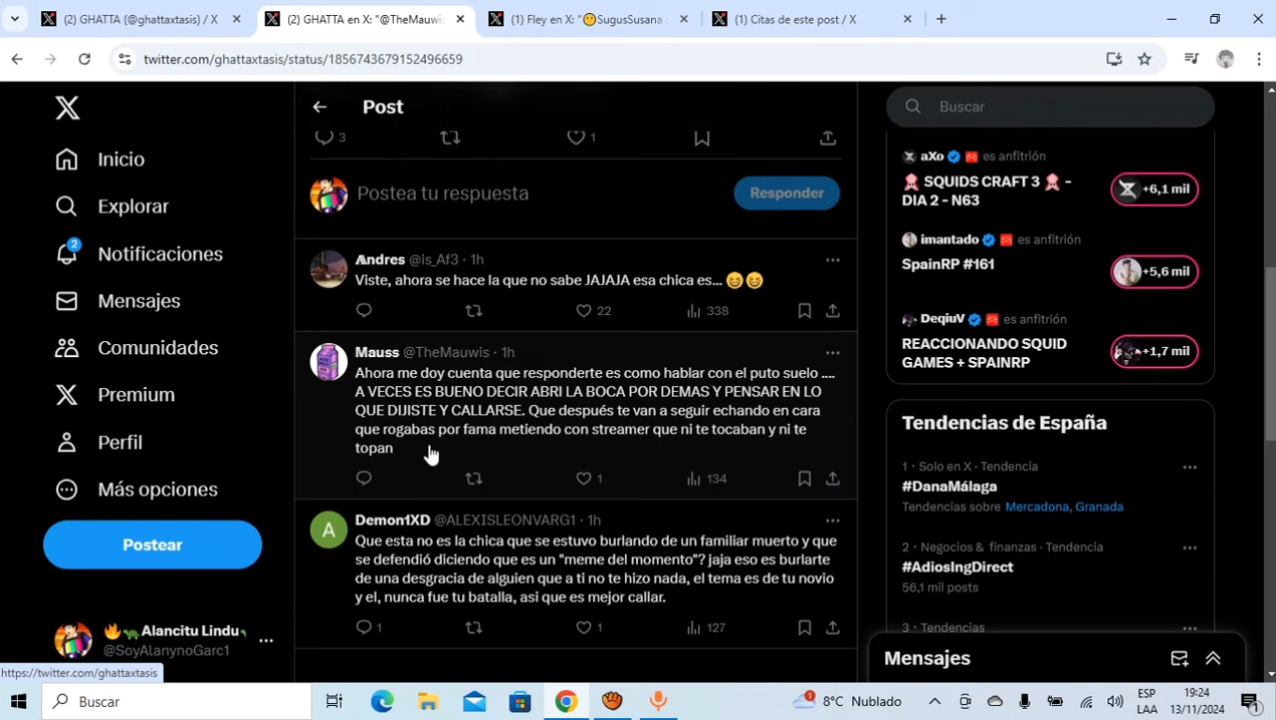 (2) GHATTA (@ghattaxtasis) / X
(2) GHATTA en X: "@TheMauwis
(1) Fley en X: "😶SugusSusana s
(1) Citas de este post / X
twitter.com/ghattaxtasis/status/1856743679152496659
Post
Buscar
3
1
Inicio
Explorar
2
Notificaciones
Mensajes
Comunidades
Premium
Perfil
Más opciones
Postear
🔥🦖 Alancitu Lindu
@SoyAlanynoGarc1
https://twitter.com/ghattaxtasis
Postea tu respuesta
Responder
Andres @is_Af3 · 1h
Viste, ahora se hace la que no sabe JAJAJA esa chica es... 😆😆
22
338
Mauss @TheMauwis · 1h
Ahora me doy cuenta que responderte es como hablar con el puto suelo ....
A VECES ES BUENO DECIR ABRI LA BOCA POR DEMAS Y PENSAR EN LO
QUE DIJISTE Y CALLARSE. Que después te van a seguir echando en cara
que rogabas por fama metiendo con streamer que ni te tocaban y ni te
topan
1
134
A
Demon1XD @ALEXISLEONVARG1 · 1h
Que esta no es la chica que se estuvo burlando de un familiar muerto y que
se defendió diciendo que es un "meme del momento"? jaja eso es burlarte
de una desgracia de alguien que a ti no te hizo nada, el tema es de tu novio
y el, nunca fue tu batalla, asi que es mejor callar.
1
1
127
aXo es anfitrión
🦑 SQUIDS CRAFT 3 🦑 -
DIA 2 - N63
+6,1 mil
imantado es anfitrión
SpainRP #161
+5,6 mil
DeqiuV es anfitrión
REACCIONANDO SQUID
GAMES + SPAINRP
+1,7 mil
Tendencias de España
1 · Solo en X · Tendencia
#DanaMálaga
Tendencias sobre Mercadona, Granada
2 · Negocios & finanzas · Tendencia
#AdiosIngDirect
56,1 mil posts
3 · Tendencias
Mensajes
Buscar
1
8°C Nublado
ESP
LAA
19:24
13/11/2024
1